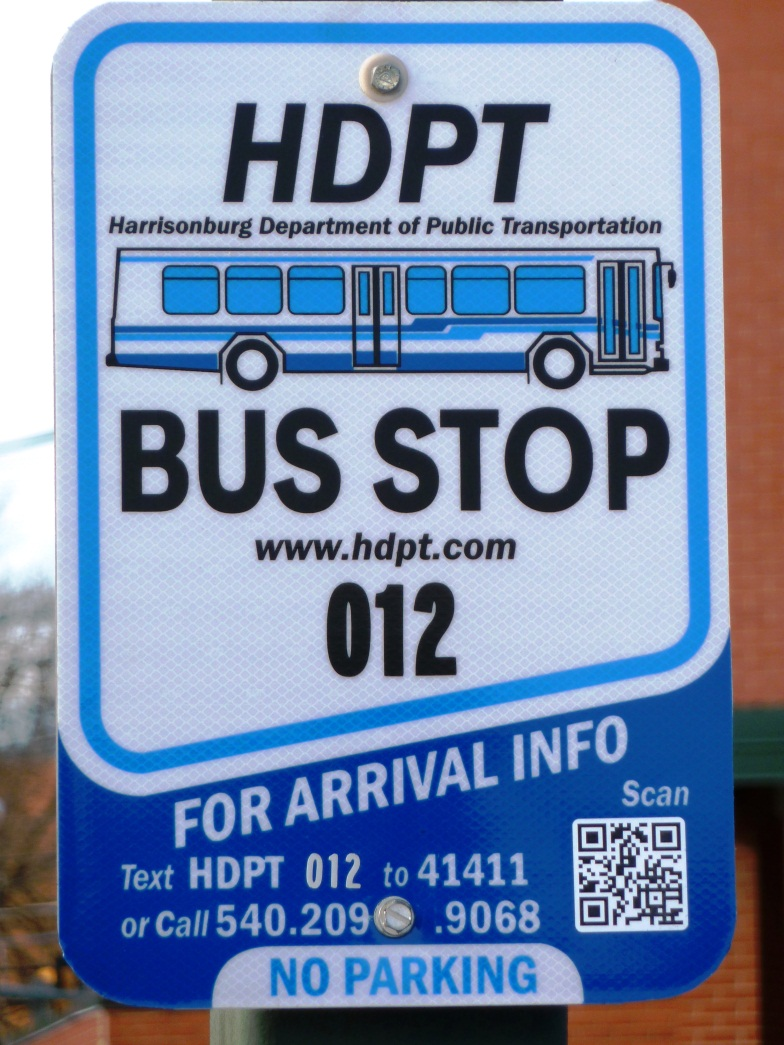 HDPT
Harrisonburg Department of Public Transportation
BUS STOP
www.hdpt.com
012
FOR ARRIVAL INFO
Scan
Text HDPT 012 to 41411
or Call 540.209 .9068
NO PARKING